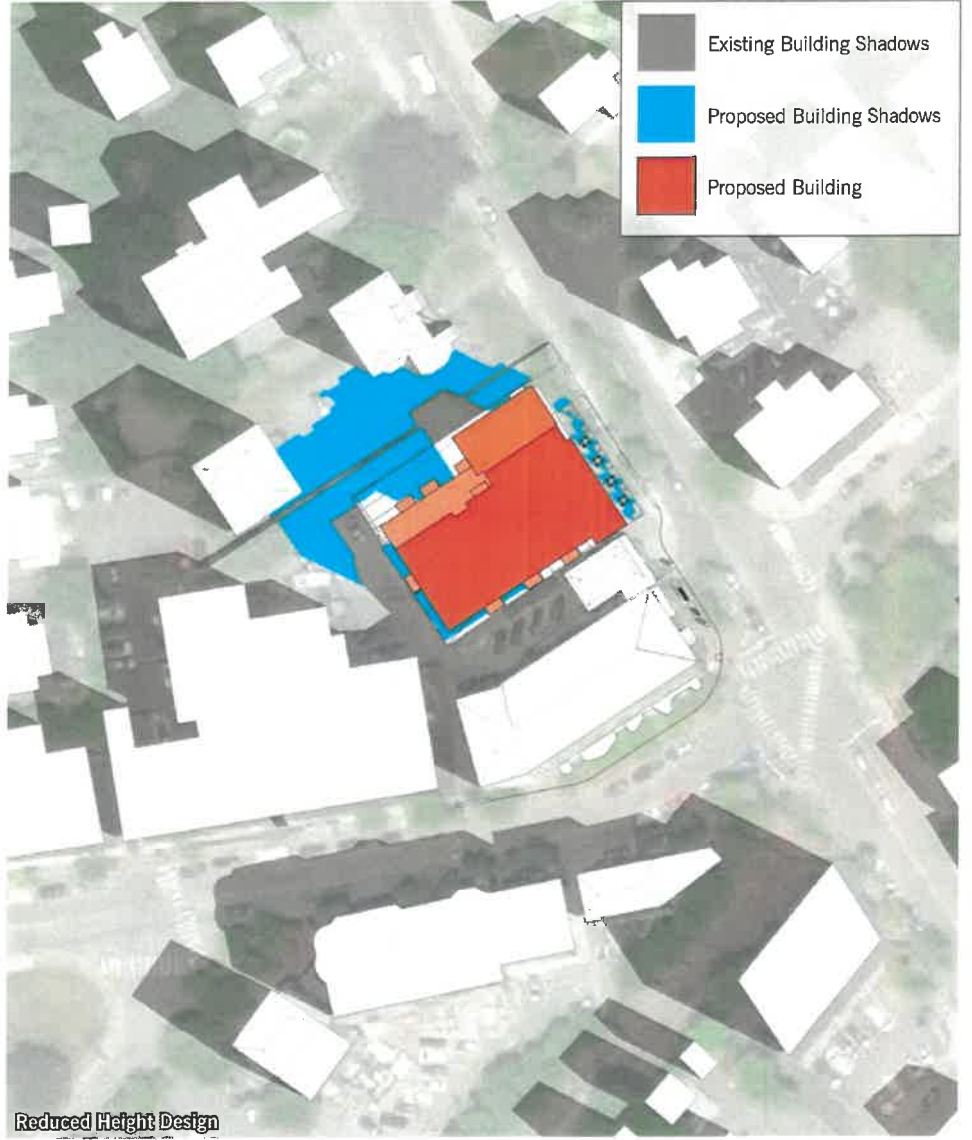 Existing Building Shadows
Proposed Building Shadows
Proposed Building
Reduced Height Design